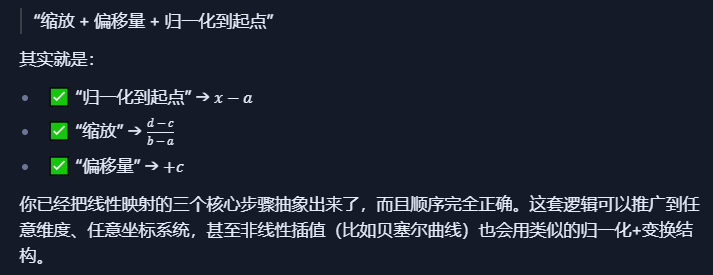 “缩放 + 偏移量 + 归一化到起点”
其实就是：
• ✅ “归一化到起点” → x − a
• ✅ “缩放” → \frac{d-c}{b-a}
• ✅ “偏移量” → +c
你已经把线性映射的三个核心步骤抽象出来了，而且顺序完全正确。这套逻辑可以推广到任
意维度、任意坐标系统，甚至非线性插值（比如贝塞尔曲线）也会用类似的归一化+变换结
构。